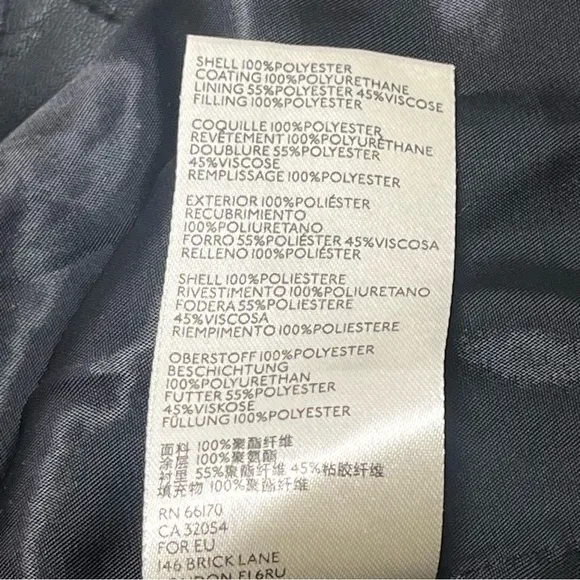 SHELL 100%POLYESTER
COATING 100%POLYURETHANE
LINING 55%POLYESTER 45%VISCOSE
FILLING 100%POLYESTER
COQUILLE 100%POLYESTER
REVÊTEMENT 100%POLYURÉTHANE
DOUBLURE 55%POLYESTER
45%VISCOSE
REMPLISSAGE 100%POLYESTER
EXTERIOR 100%POLIÉSTER
RECUBRIMIENTO
100%POLIURETANO
FORRO 55%POLIÉSTER 45%VISCOSA
RELLENO 100%POLIÉSTER
SHELL 100%POLIESTERE
RIVESTIMENTO 100%POLIURETANO
FODERA 55%POLIESTERE
45%VISCOSA
RIEMPIMENTO 100%POLIESTERE
OBERSTOFF 100%POLYESTER
BESCHICHTUNG
100%POLYURETHAN
FUTTER 55%POLYESTER
45%VISKOSE
FÜLLUNG 100%POLYESTER
面料 100%聚酯纤维
涂层 100%聚氨酯
衬里 55%聚酯纤维 45%粘胶纤维
填充物 100%聚酯纤维
RN 66170
CA 32054
FOR EU
146 BRICK LANE
LONDON E1 6RU